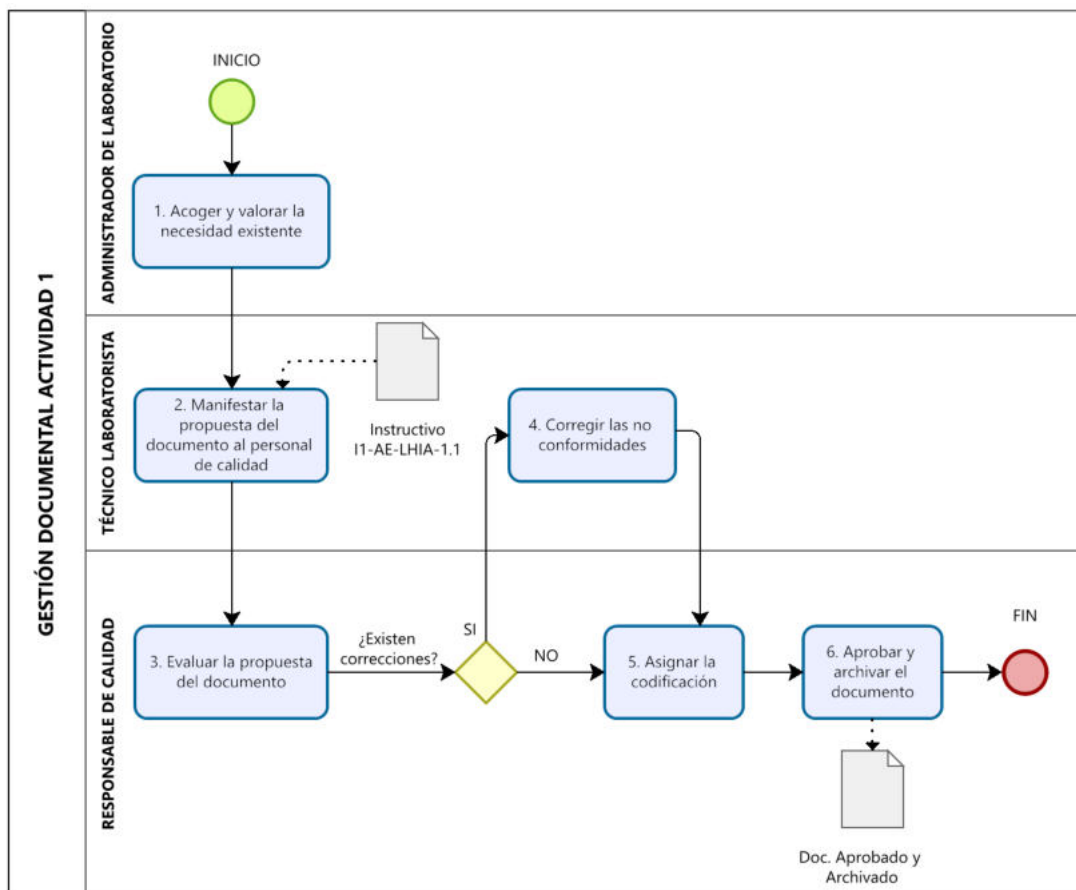 GESTIÓN DOCUMENTAL ACTIVIDAD 1
ADMINISTRADOR DE LABORATORIO
INICIO
1. Acoger y valorar la
necesidad existente
TÉCNICO LABORATORISTA
2. Manifestar la
propuesta del
documento al personal
de calidad
Instructivo
I1-AE-LHIA-1.1
4. Corregir las no
conformidades
RESPONSABLE DE CALIDAD
3. Evaluar la propuesta
del documento
¿Existen
correcciones?
SI
NO
5. Asignar la
codificación
6. Aprobar y
archivar el
documento
FIN
Doc. Aprobado y
Archivado